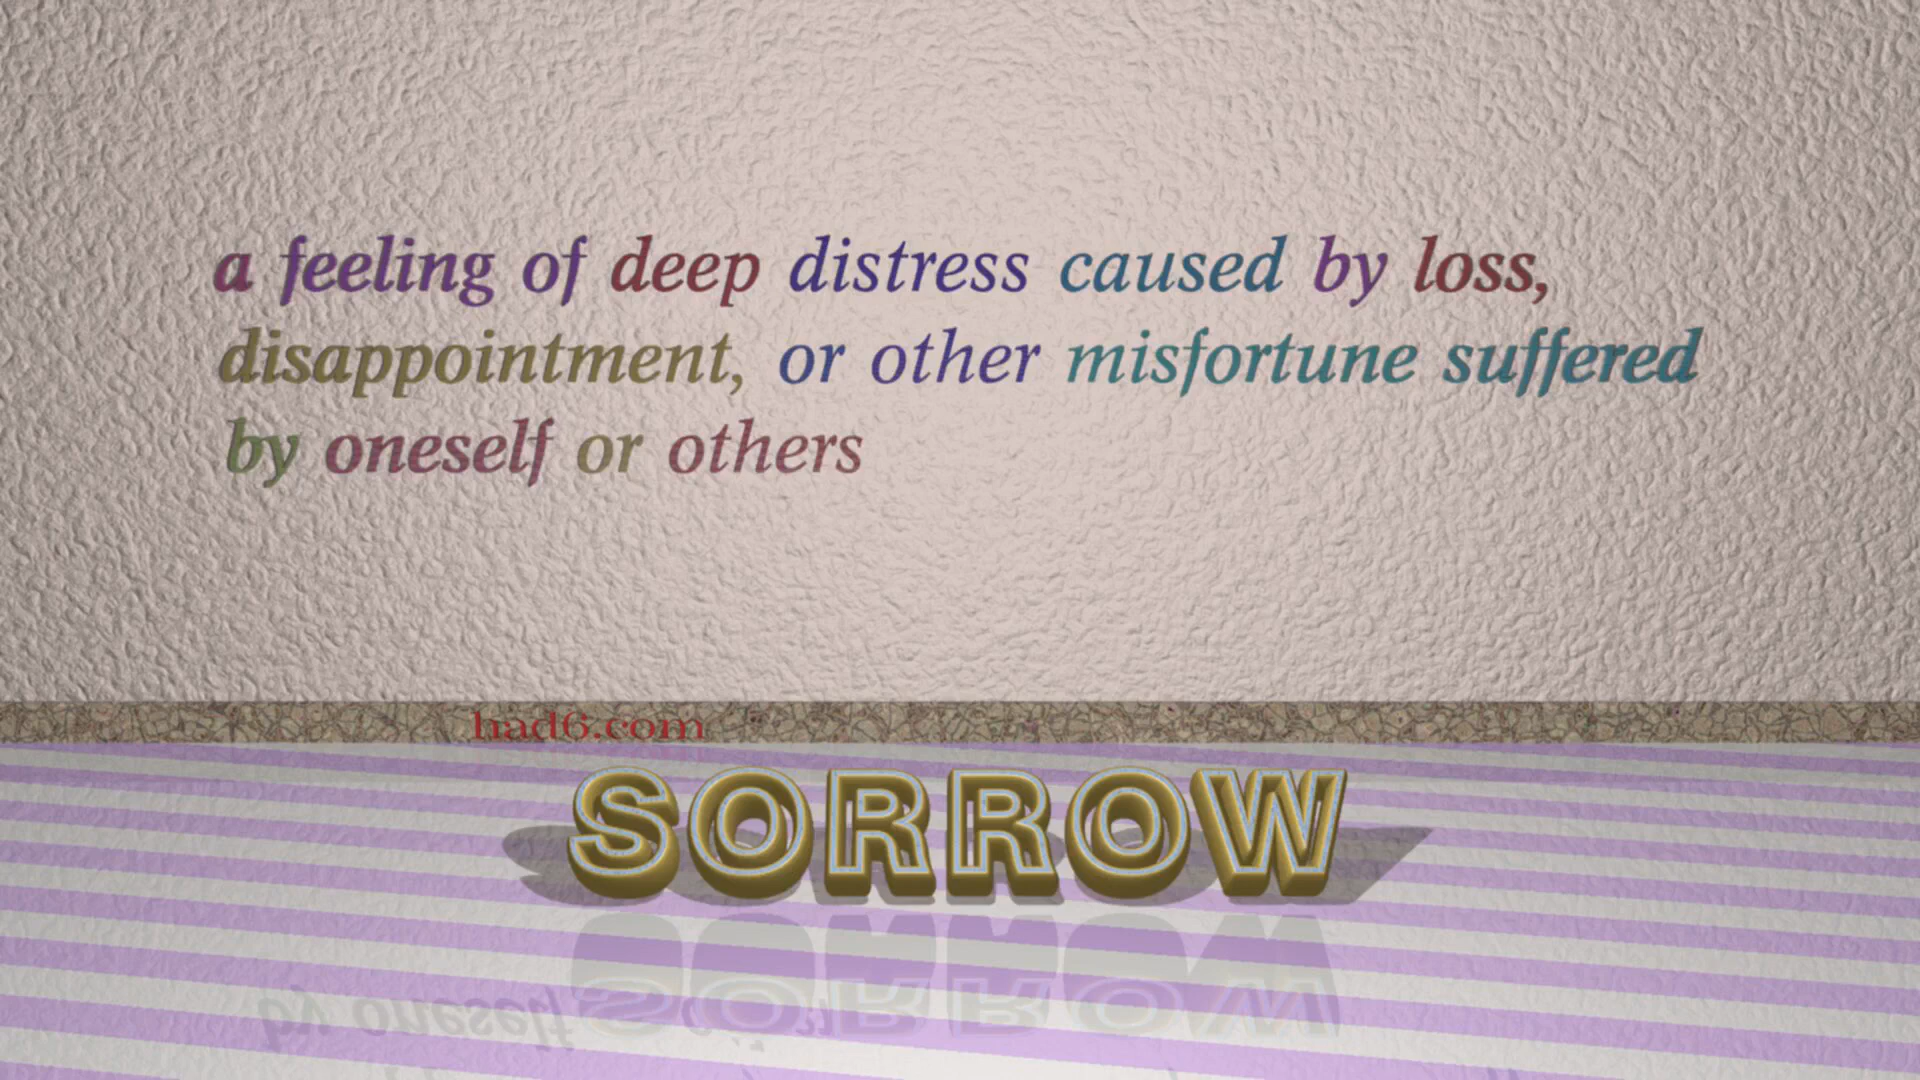 a feeling of deep distress caused by loss,
disappointment, or other misfortune suffered
by oneself or others
had6.com
SORROW